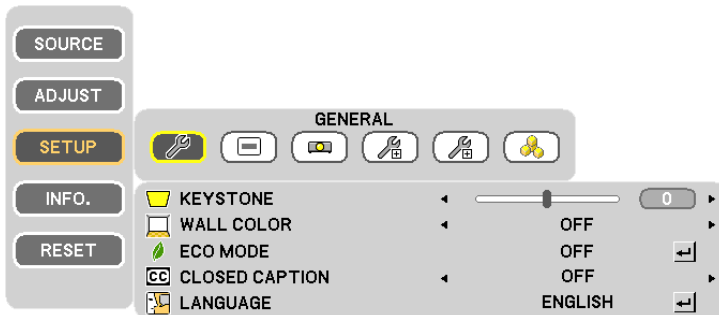 SOURCE
ADJUST
SETUP
INFO.
RESET
GENERAL
KEYSTONE 0
WALL COLOR OFF
ECO MODE OFF
CC CLOSED CAPTION OFF
LANGUAGE ENGLISH